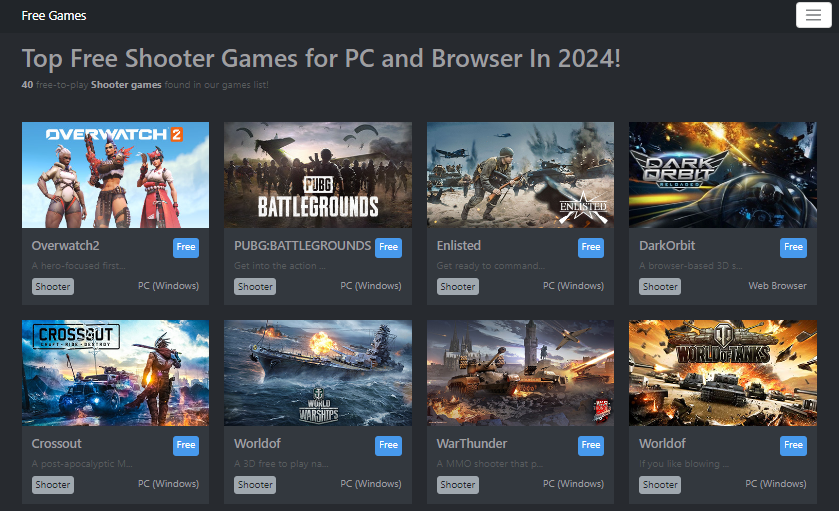 Free Games
Top Free Shooter Games for PC and Browser In 2024!
40 free-to-play Shooter games found in our games list!
OVERWATCH 2
PUBG
BATTLEGROUNDS
ENLISTED
DARK
ORBIT
RELOADED
Overwatch2 Free
A hero-focused first...
Shooter PC (Windows)
PUBG:BATTLEGROUNDS Free
Get into the action ...
Shooter PC (Windows)
Enlisted Free
Get ready to command...
Shooter PC (Windows)
DarkOrbit Free
A browser-based 3D s...
Shooter Web Browser
CROSSOUT
CRAFT•RIDE•DESTROY
WORLD OF
WARSHIPS
WORLD OF TANKS
Crossout Free
A post-apocalyptic M...
Shooter PC (Windows)
Worldof Free
A 3D free to play na...
Shooter PC (Windows)
WarThunder Free
A MMO shooter that p...
Shooter PC (Windows)
Worldof Free
If you like blowing ...
Shooter PC (Windows)